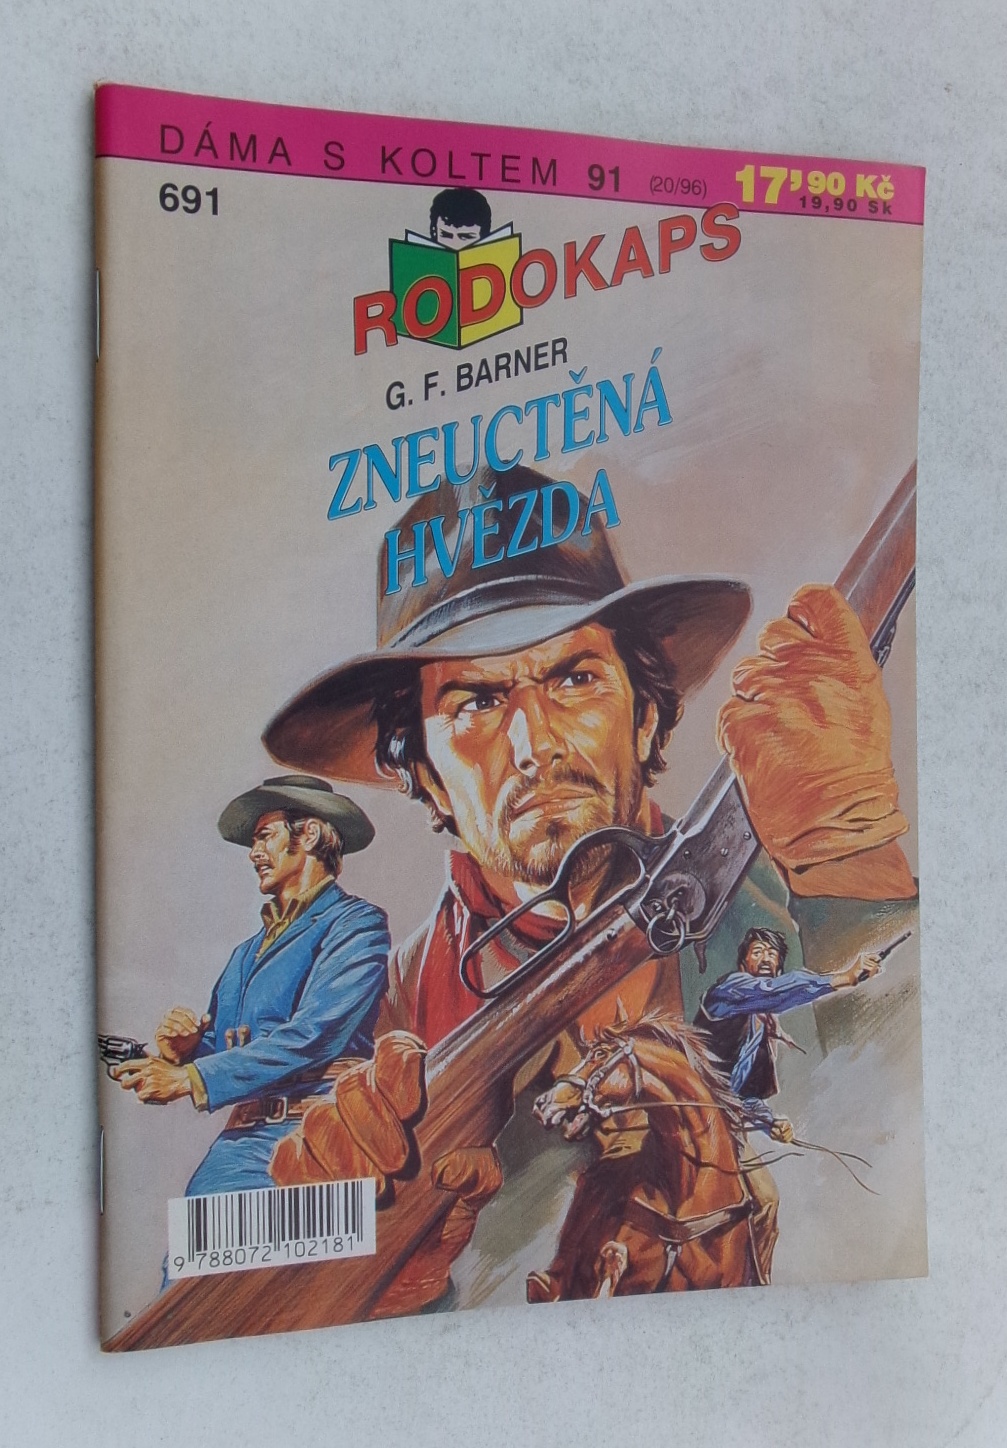 DÁMA S KOLTEM 91 (20/96) 17’90 Kč
19,90 Sk
691
RODOKAPS
G. F. BARNER
ZNEUCTĚNÁ
HVĚZDA
9 788072 102181